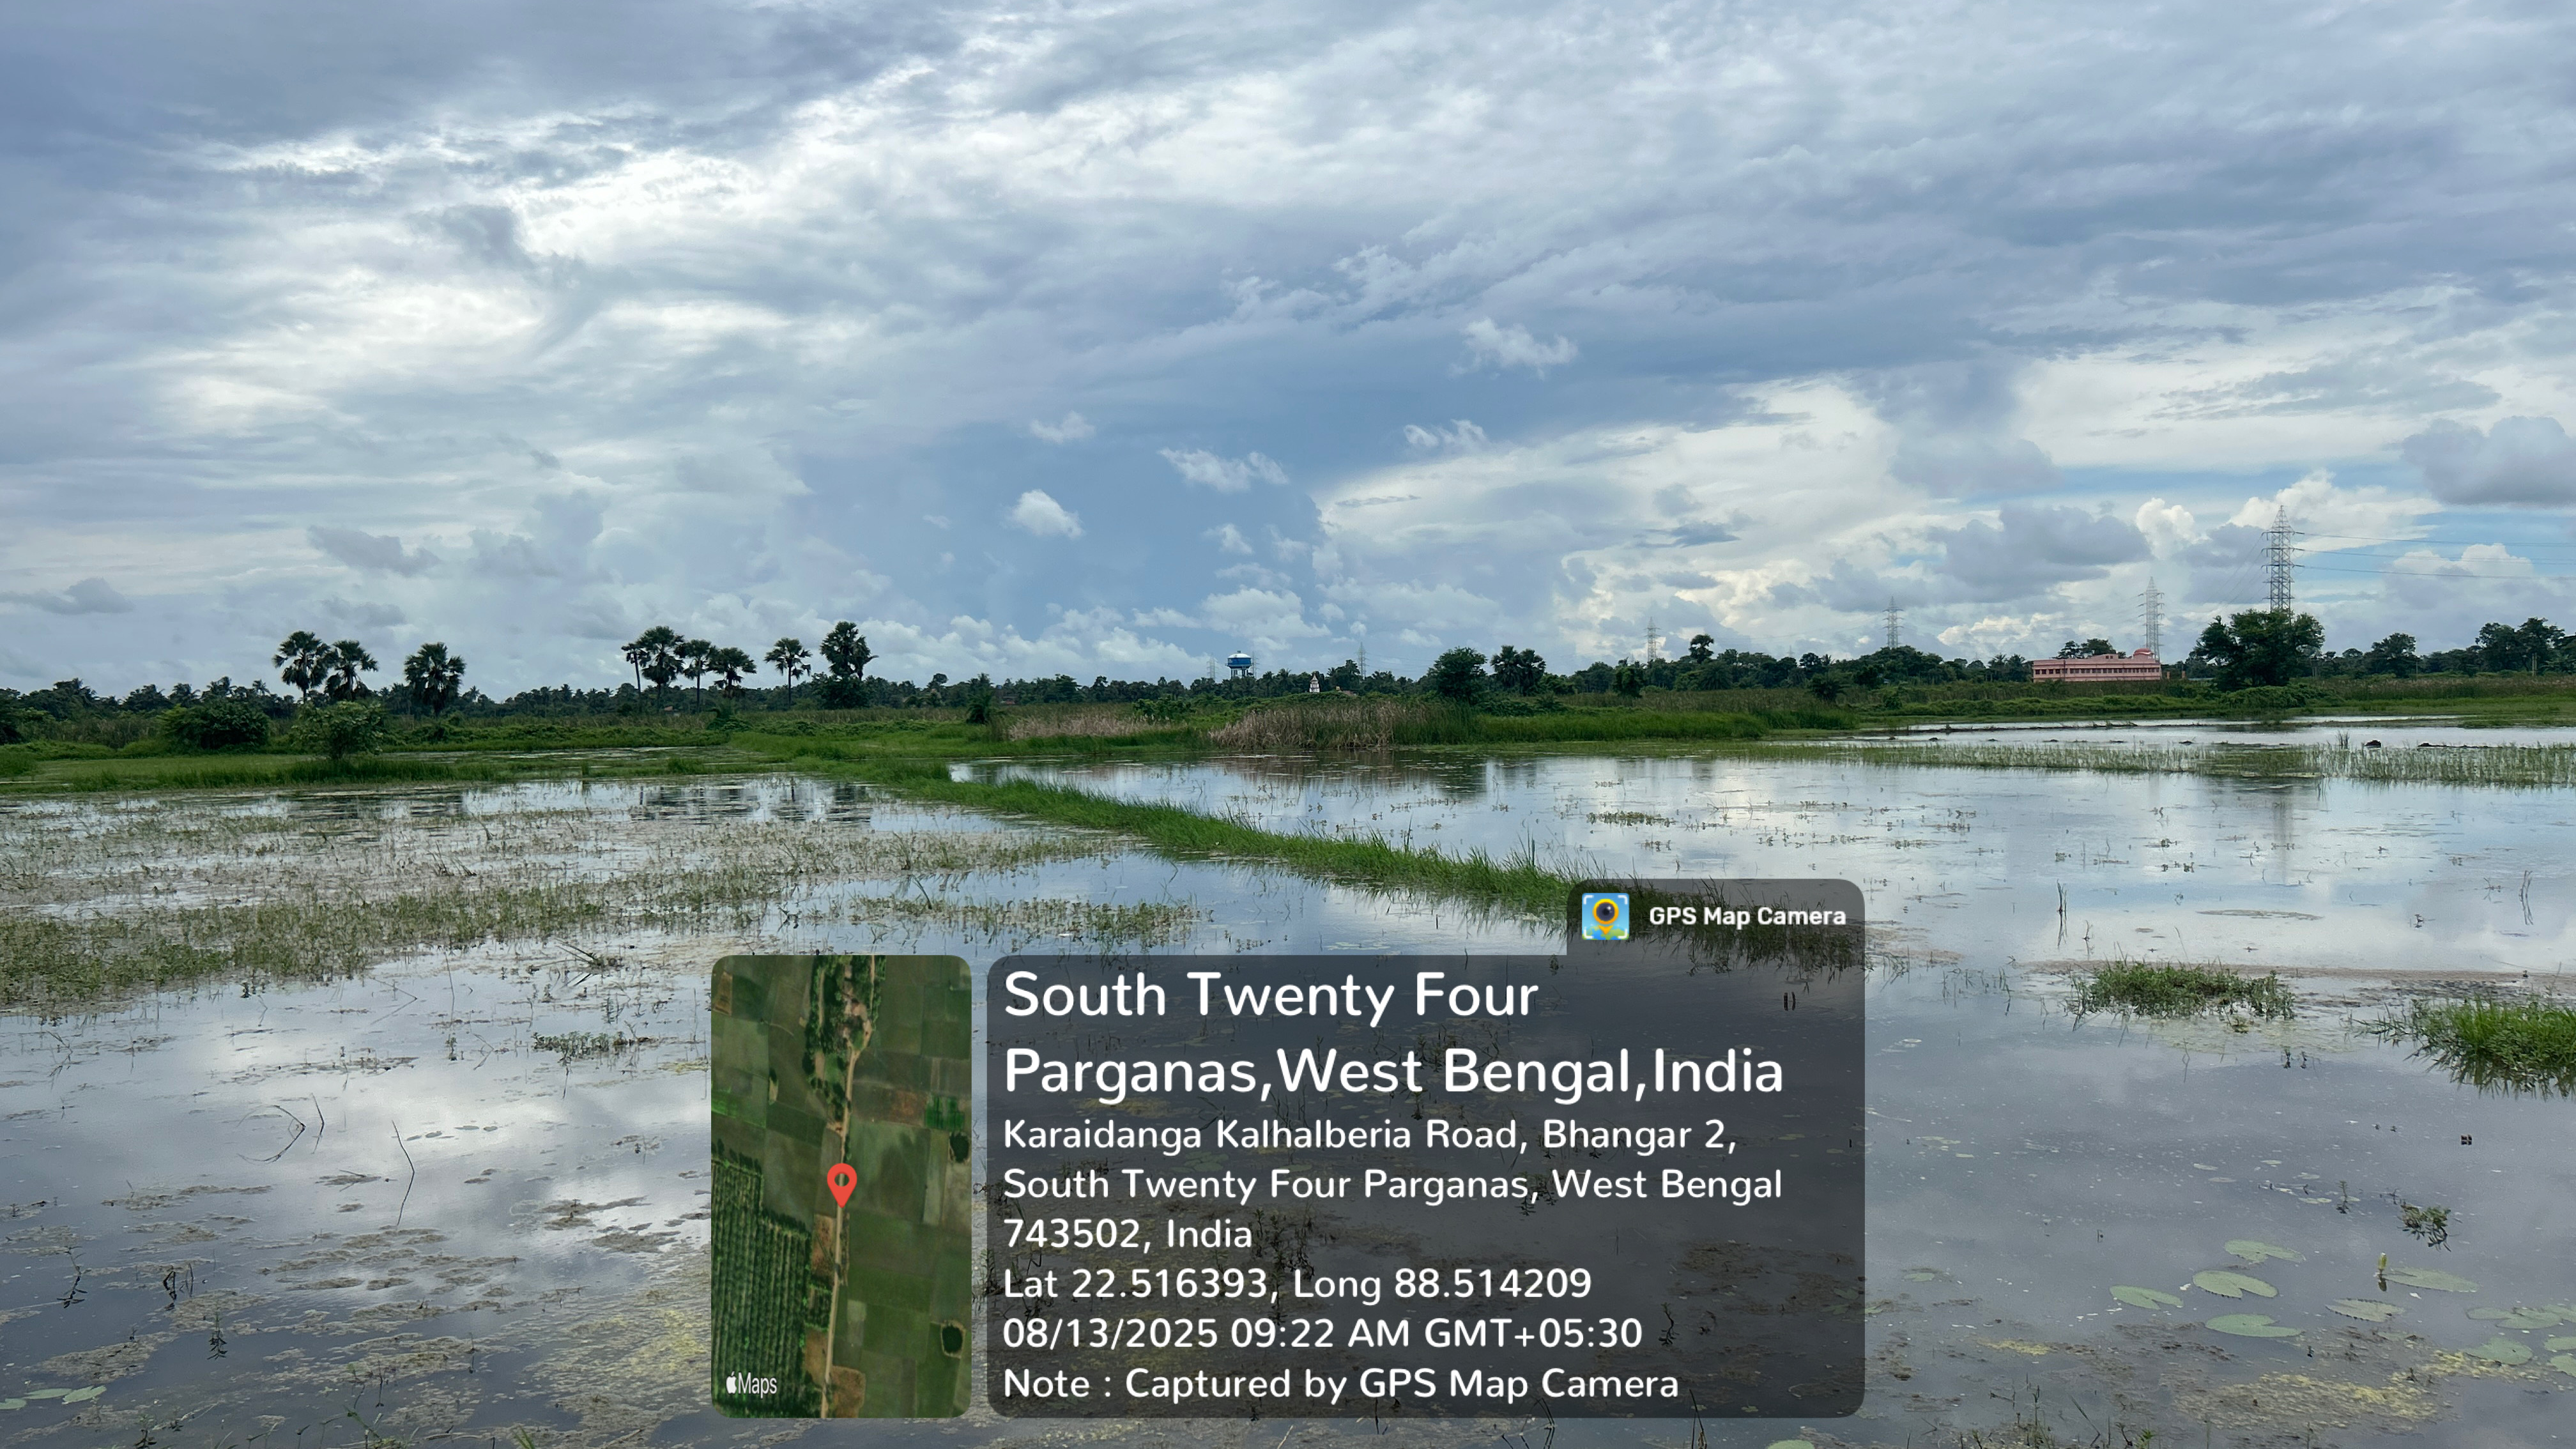 GPS Map Camera
South Twenty Four
Parganas,West Bengal,India
Karaidanga Kalhalberia Road, Bhangar 2,
South Twenty Four Parganas, West Bengal
743502, India
Lat 22.516393, Long 88.514209
08/13/2025 09:22 AM GMT+05:30
Note : Captured by GPS Map Camera
Maps